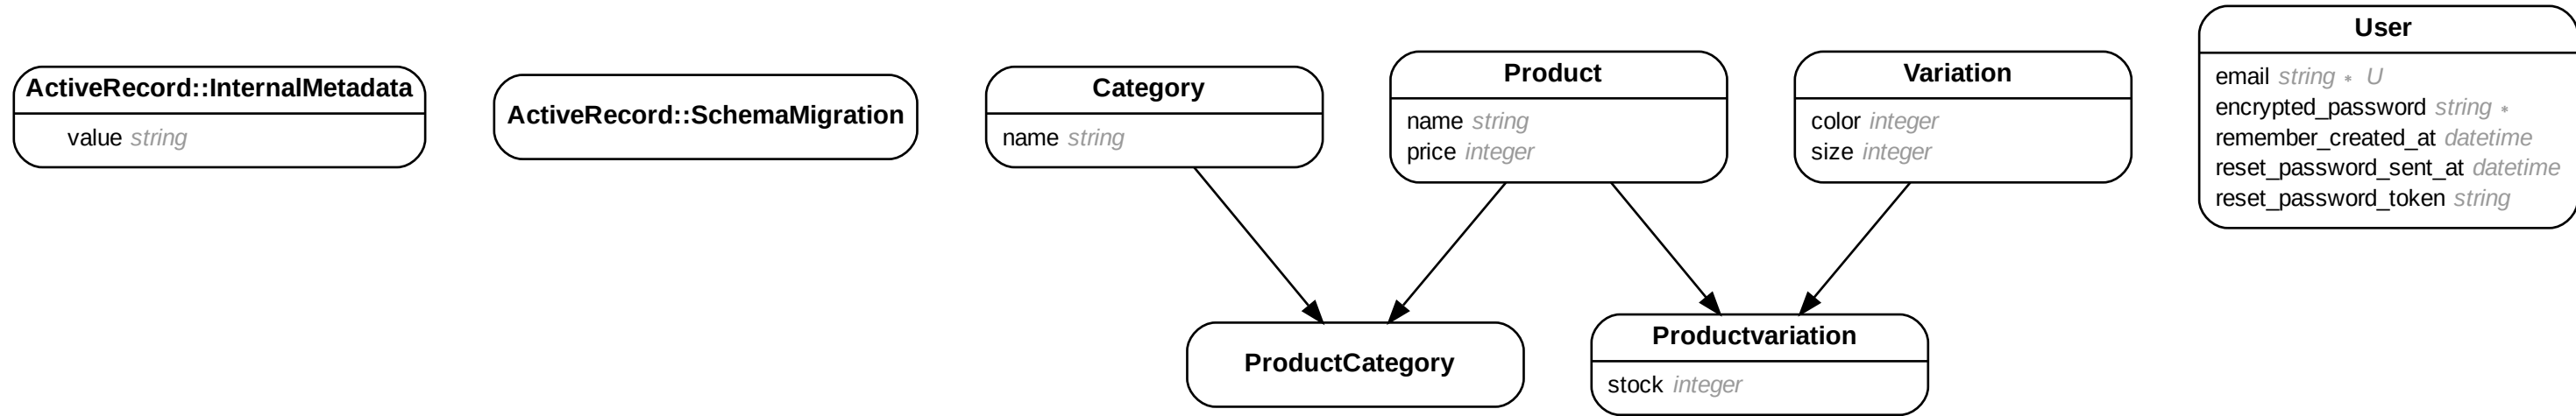 ActiveRecord::InternalMetadata
value string
ActiveRecord::SchemaMigration
Category
name string
Product
name string
price integer
Variation
color integer
size integer
User
email string * U
encrypted_password string *
remember_created_at datetime
reset_password_sent_at datetime
reset_password_token string
ProductCategory
Productvariation
stock integer